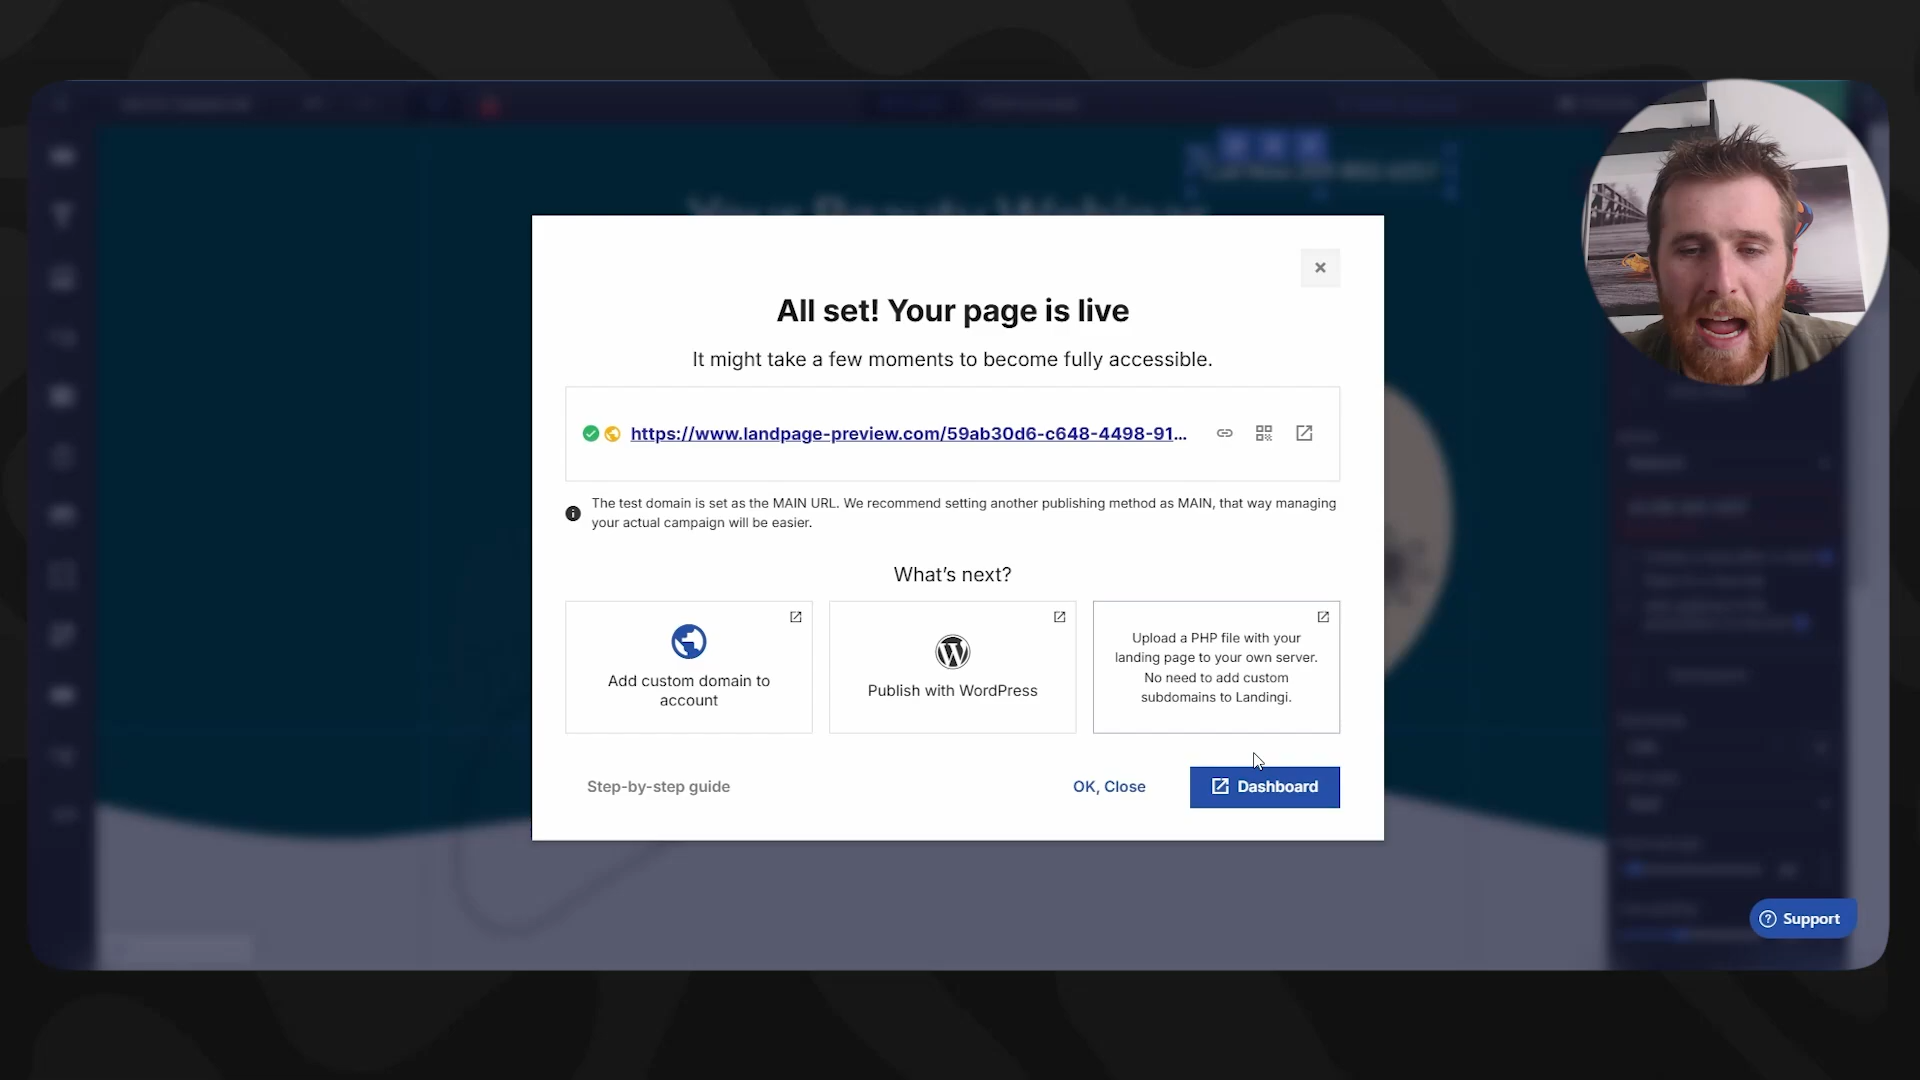 All set! Your page is live
It might take a few moments to become fully accessible.
https://www.landpage-preview.com/59ab30d6-c648-4498-91...
The test domain is set as the MAIN URL. We recommend setting another publishing method as MAIN, that way managing
your actual campaign will be easier.
What's next?
Add custom domain to
account
Publish with WordPress
Upload a PHP file with your
landing page to your own server.
No need to add custom
subdomains to Landingi.
Step-by-step guide
OK, Close
Dashboard
Support